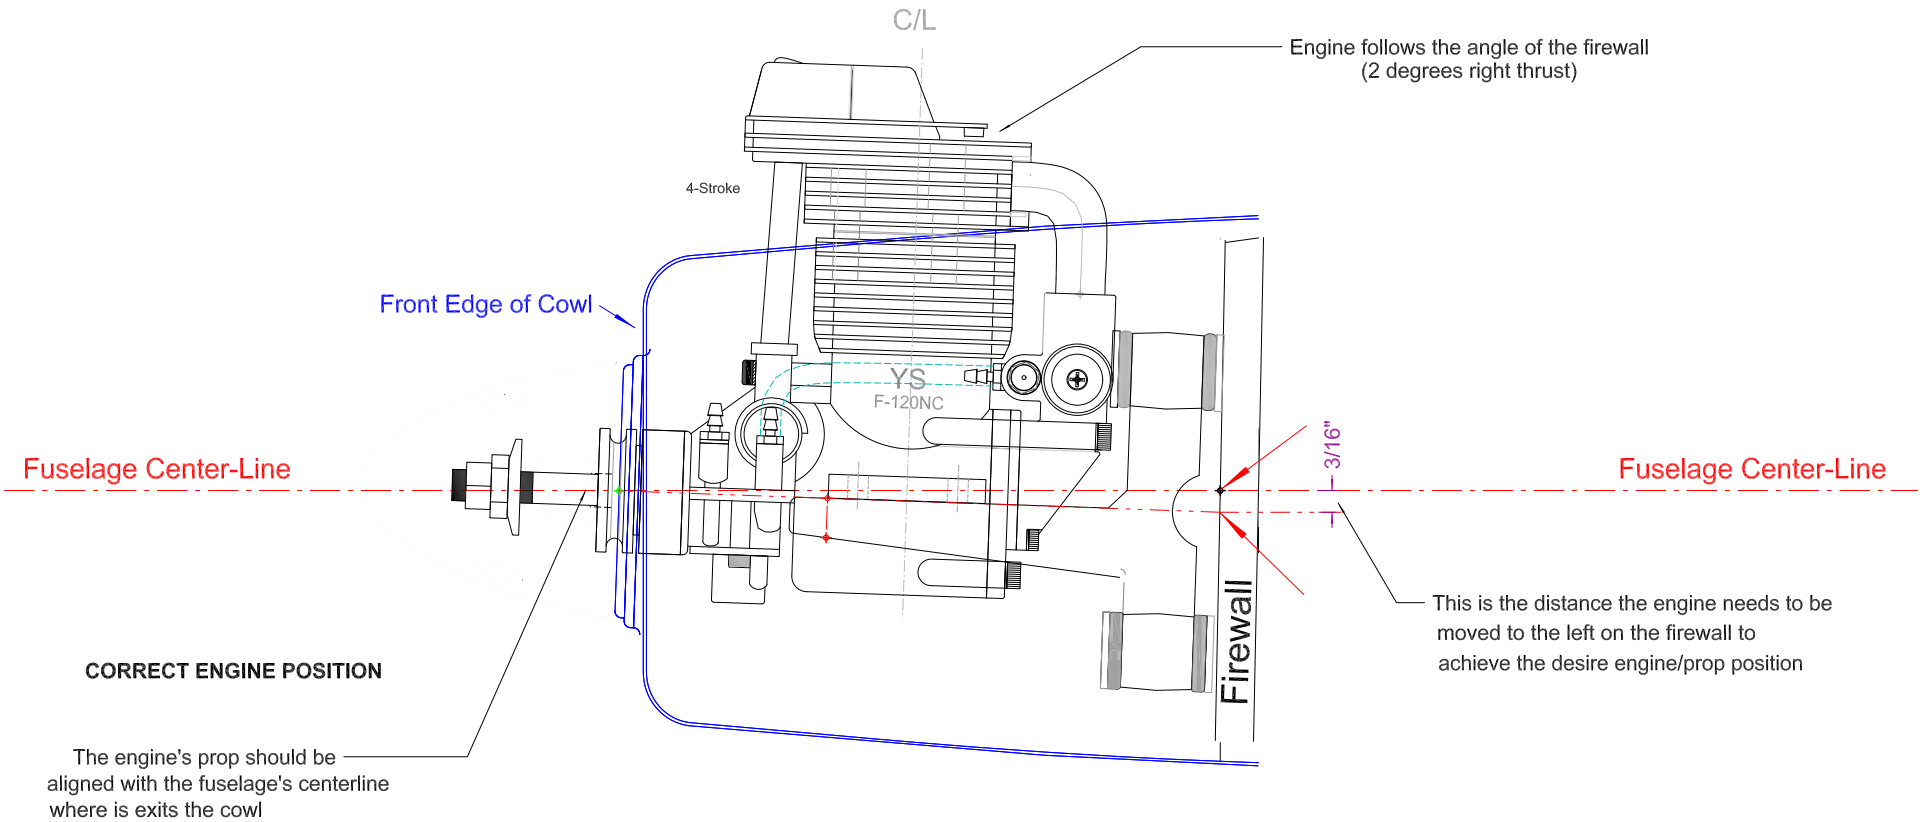 C/L
Engine follows the angle of the firewall
(2 degrees right thrust)
4-Stroke
Front Edge of Cowl
YS
F-120NC
Fuselage Center-Line
3/16"
Fuselage Center-Line
Firewall
This is the distance the engine needs to be
moved to the left on the firewall to
achieve the desire engine/prop position
CORRECT ENGINE POSITION
The engine's prop should be
aligned with the fuselage's centerline
where is exits the cowl